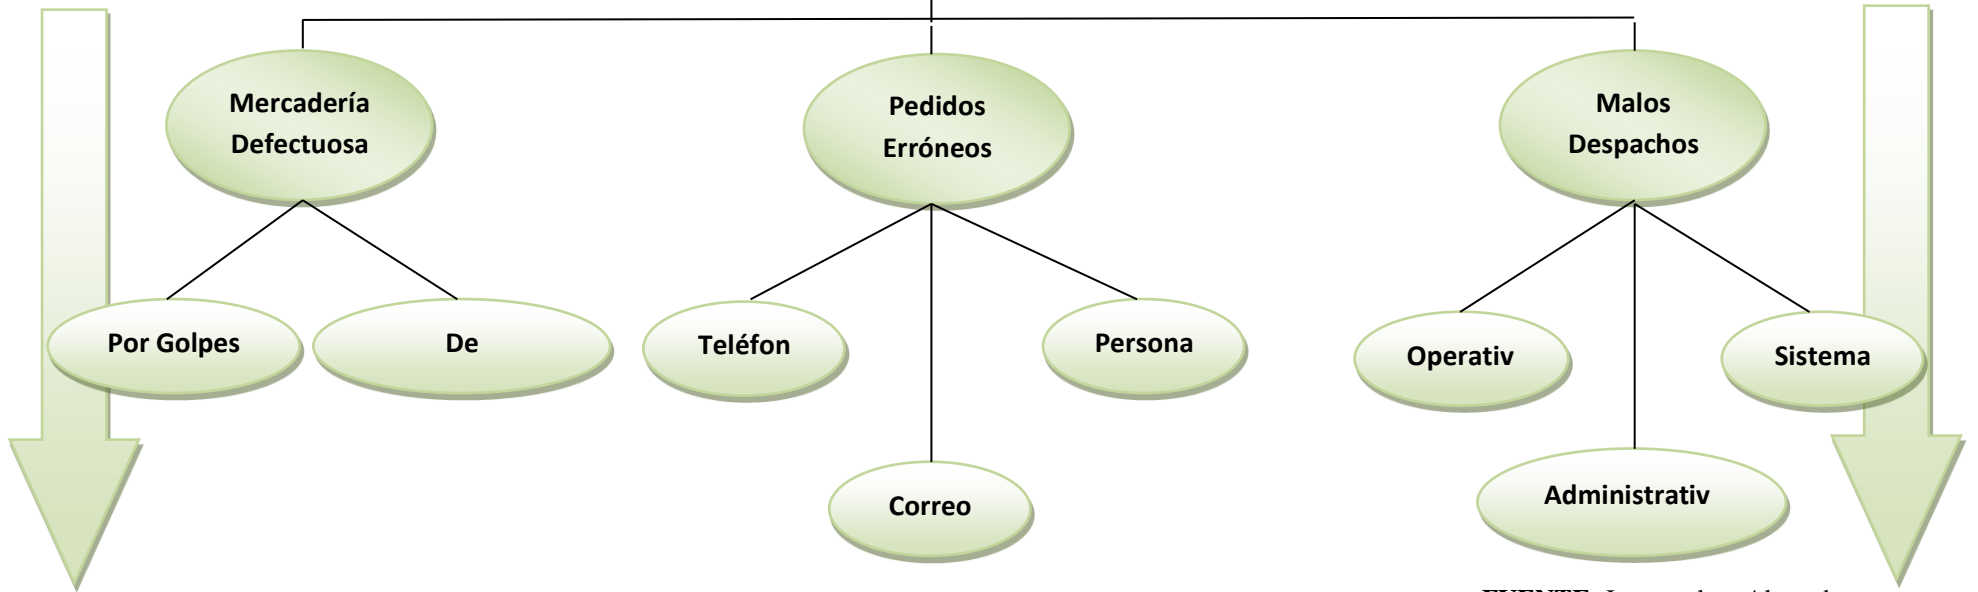 Mercadería
Defectuosa
Pedidos
Erróneos
Malos
Despachos
Por Golpes
De
Teléfon
Persona
Operativ
Sistema
Correo
Administrativ